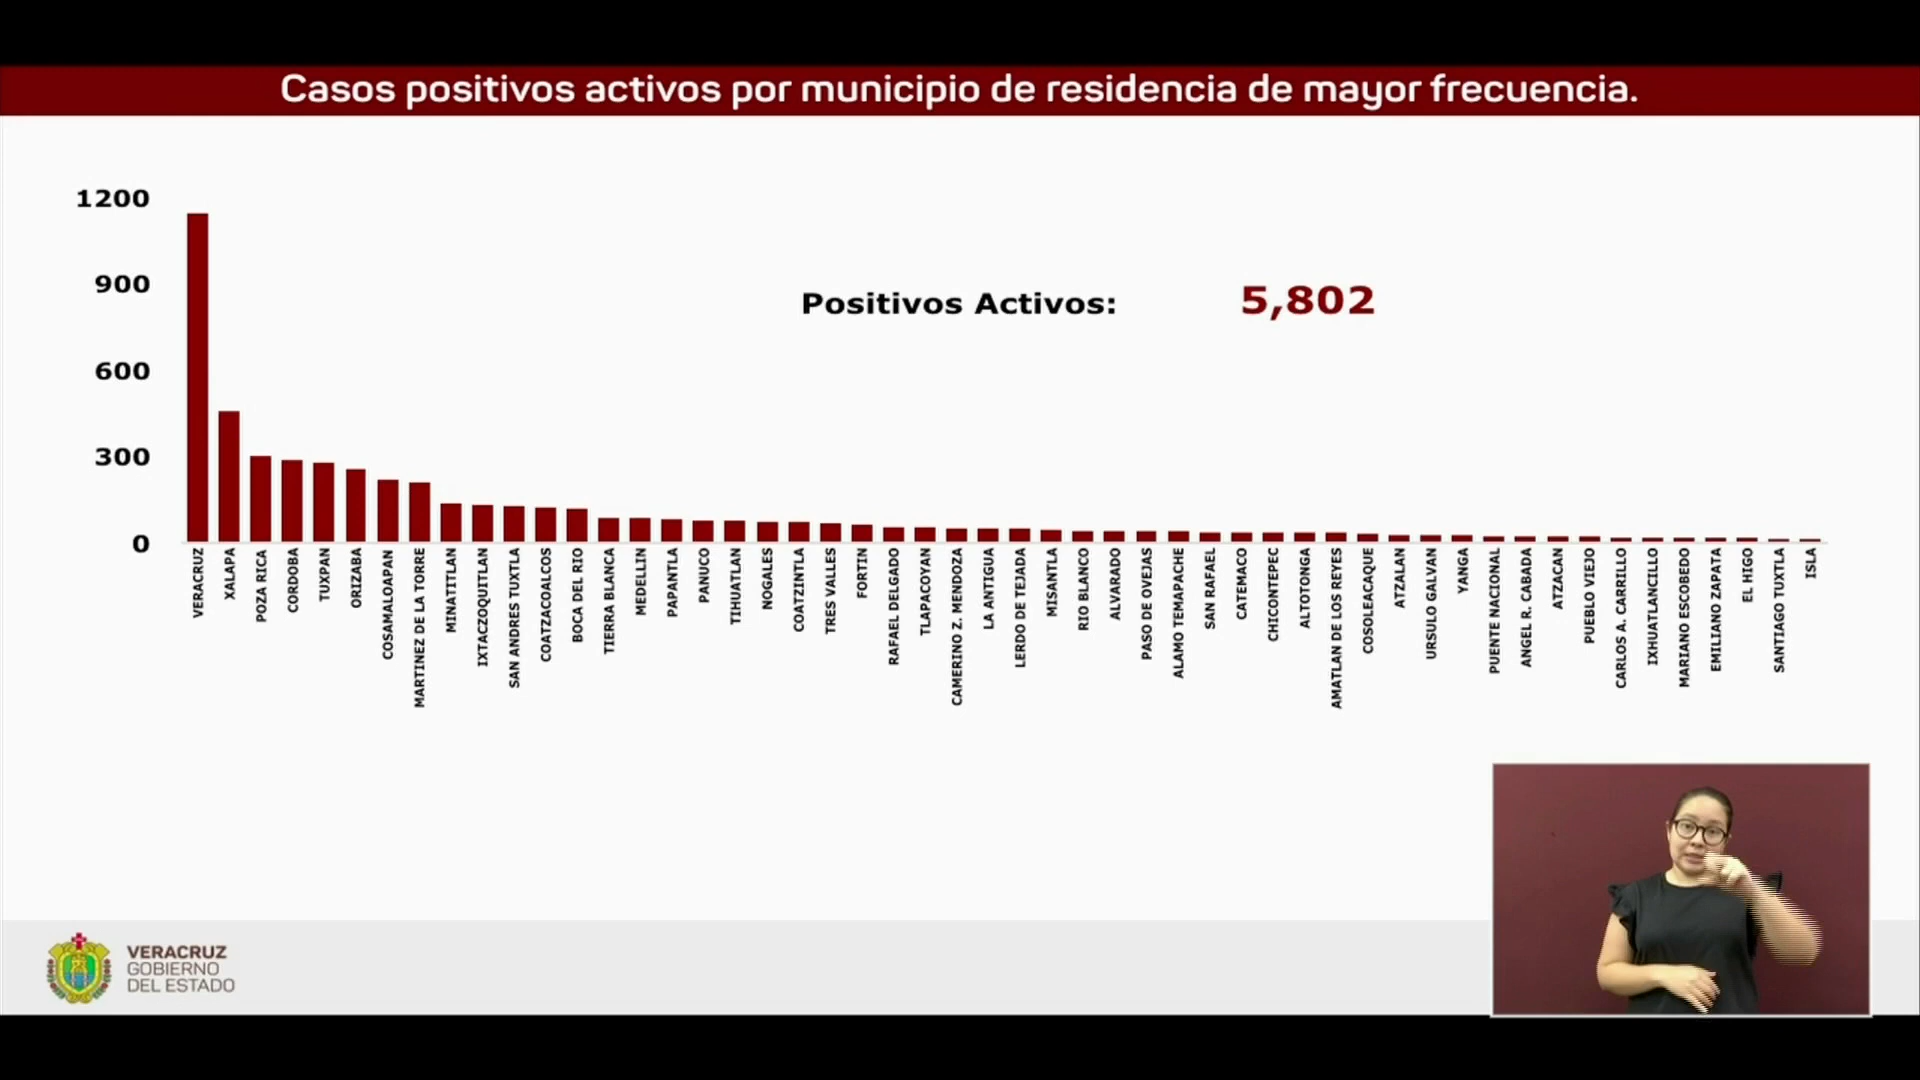 Casos positivos activos por municipio de residencia de mayor frecuencia.
1200
900
600
300
0
Positivos Activos: 5,802
VERACRUZ
XALAPA
POZA RICA
CORDOBA
TUXPAN
ORIZABA
COSAMALOAPAN
MARTINEZ DE LA TORRE
MINATITLAN
IXTACZOQUITLAN
SAN ANDRES TUXTLA
COATZACOALCOS
BOCA DEL RIO
TIERRA BLANCA
MEDELLIN
PAPANTLA
PANUCO
TIHUATLAN
NOGALES
COATZINTLA
TRES VALLES
FORTIN
RAFAEL DELGADO
TLAPACOYAN
CAMERINO Z. MENDOZA
LA ANTIGUA
LERDO DE TEJADA
MISANTLA
RIO BLANCO
ALVARADO
PASO DE OVEJAS
ALAMO TEMAPACHE
SAN RAFAEL
CATEMACO
CHICONTEPEC
ALTOTONGA
AMATLAN DE LOS REYES
COSOLEACAQUE
ATZALAN
URSULO GALVAN
YANGA
PUENTE NACIONAL
ANGEL R. CABADA
ATZACAN
PUEBLO VIEJO
CARLOS A. CARRILLO
IXHUATLANCILLO
MARIANO ESCOBEDO
EMILIANO ZAPATA
EL HIGO
SANTIAGO TUXTLA
ISLA
VERACRUZ
GOBIERNO
DEL ESTADO